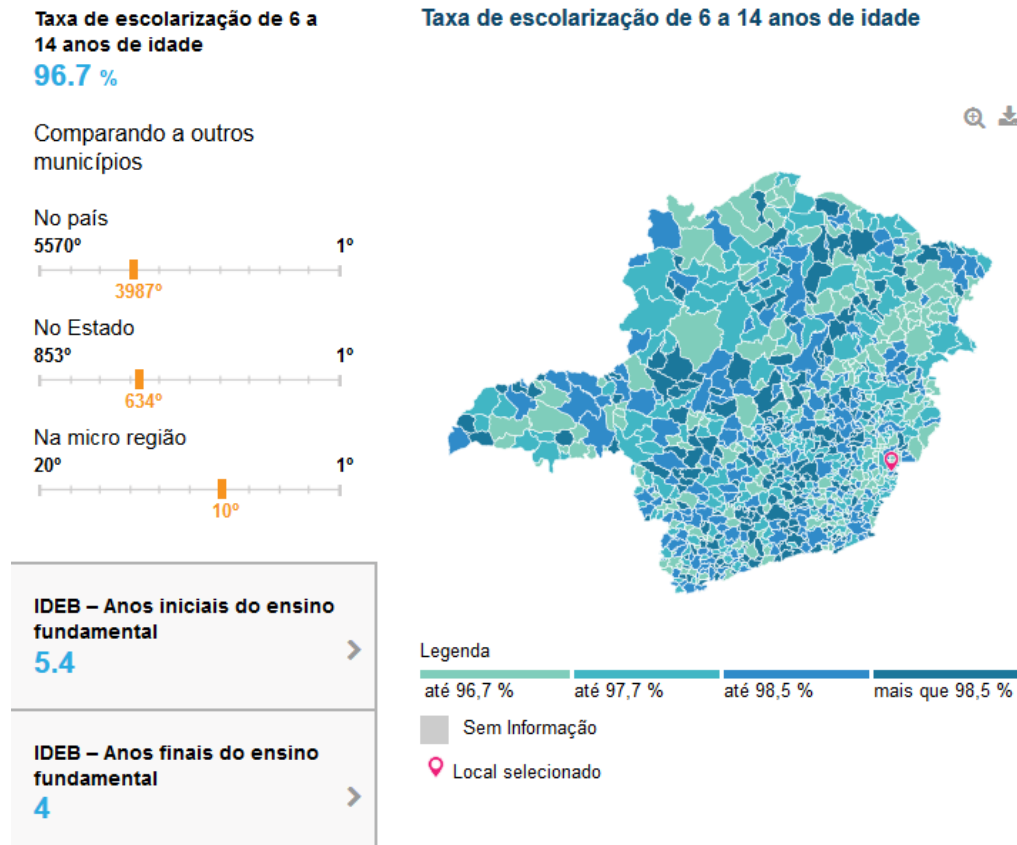 Taxa de escolarização de 6 a
14 anos de idade
96.7 %
Comparando a outros
municípios
No país
5570º 1º
3987º
No Estado
853º 1º
634º
Na micro região
20º 1º
10º
IDEB – Anos iniciais do ensino
fundamental
5.4
IDEB – Anos finais do ensino
fundamental
4
Taxa de escolarização de 6 a 14 anos de idade
Legenda
até 96,7 % até 97,7 % até 98,5 % mais que 98,5 %
Sem Informação
Local selecionado